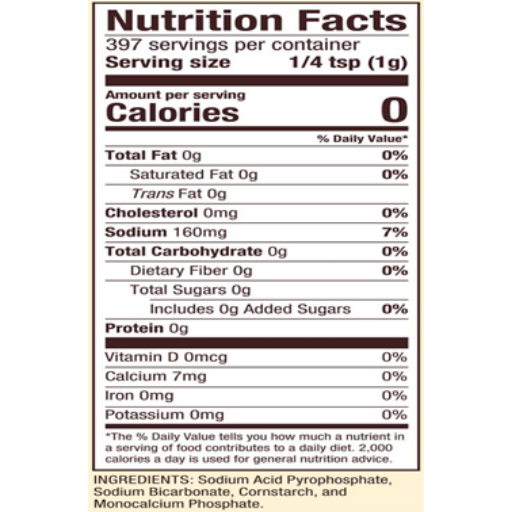 Nutrition Facts
397 servings per container
Serving size 1/4 tsp (1g)
Amount per serving
Calories 0
% Daily Value*
Total Fat 0g 0%
Saturated Fat 0g 0%
Trans Fat 0g
Cholesterol 0mg 0%
Sodium 160mg 7%
Total Carbohydrate 0g 0%
Dietary Fiber 0g 0%
Total Sugars 0g
Includes 0g Added Sugars 0%
Protein 0g
Vitamin D 0mcg 0%
Calcium 7mg 0%
Iron 0mg 0%
Potassium 0mg 0%
*The % Daily Value tells you how much a nutrient in
a serving of food contributes to a daily diet. 2,000
calories a day is used for general nutrition advice.
INGREDIENTS: Sodium Acid Pyrophosphate,
Sodium Bicarbonate, Cornstarch, and
Monocalcium Phosphate.